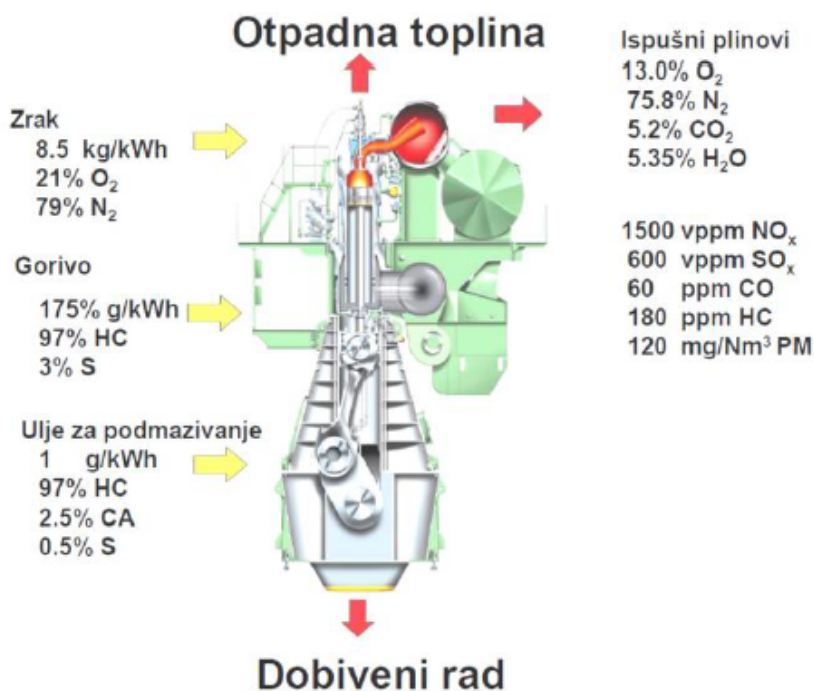 Otpadna toplina
Zrak
8.5 kg/kWh
21% O₂
79% N₂
Gorivo
175% g/kWh
97% HC
3% S
Ulje za podmazivanje
1 g/kWh
97% HC
2.5% CA
0.5% S
Ispušni plinovi
13.0% O₂
75.8% N₂
5.2% CO₂
5.35% H₂O
1500 vppm NOₓ
600 vppm SOₓ
60 ppm CO
180 ppm HC
120 mg/Nm³ PM
Dobiveni rad